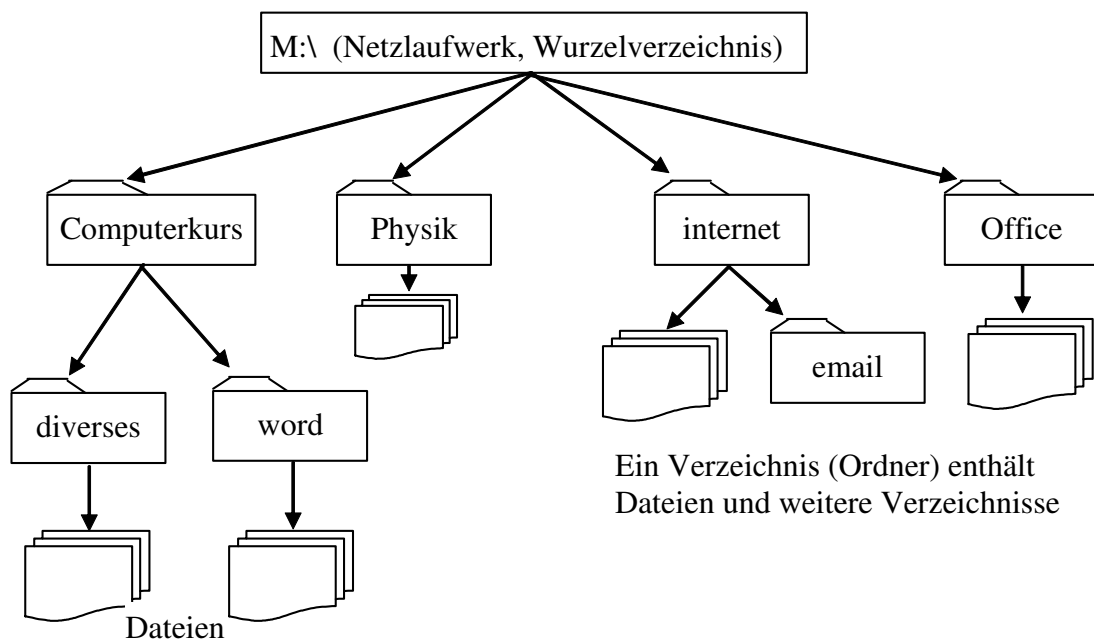 M:\ (Netzlaufwerk, Wurzelverzeichnis)
Computerkurs
Physik
internet
Office
email
diverses
word
Ein Verzeichnis (Ordner) enthält
Dateien und weitere Verzeichnisse
Dateien